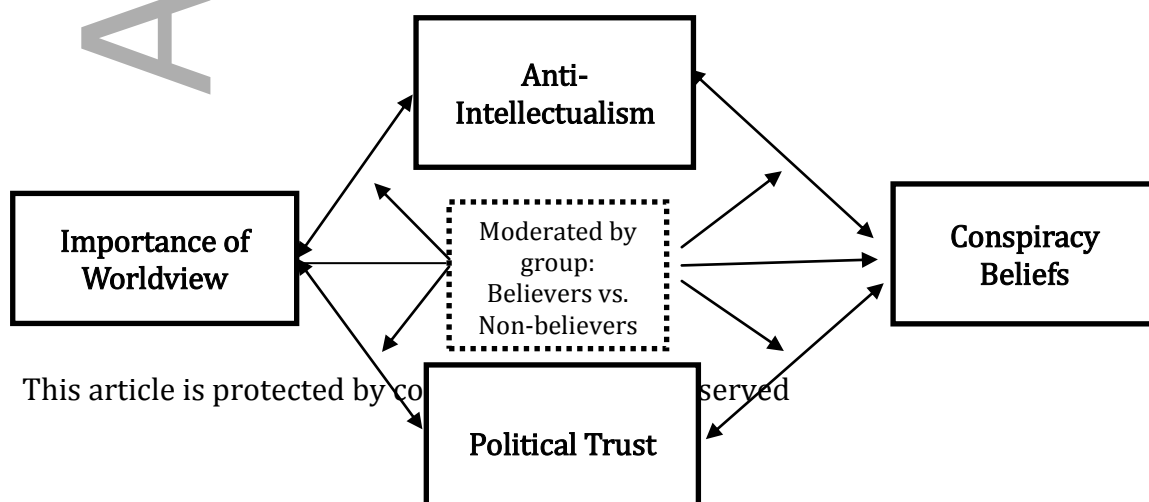 A
Anti-
Intellectualism
Importance of
Worldview
Moderated by
group:
Believers vs.
Non-believers
Conspiracy
Beliefs
This article is protected by co served
Political Trust